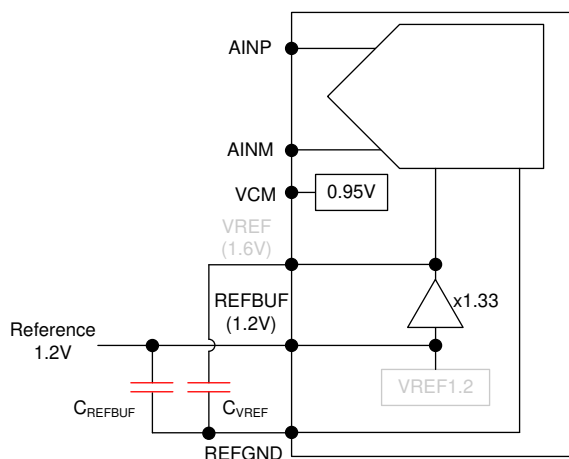 AINP
AINM
VCM
0.95V
VREF
(1.6V)
REFBUF
(1.2V)
x1.33
Reference
1.2V
VREF1.2
CREFBUF
CVREF
REFGND